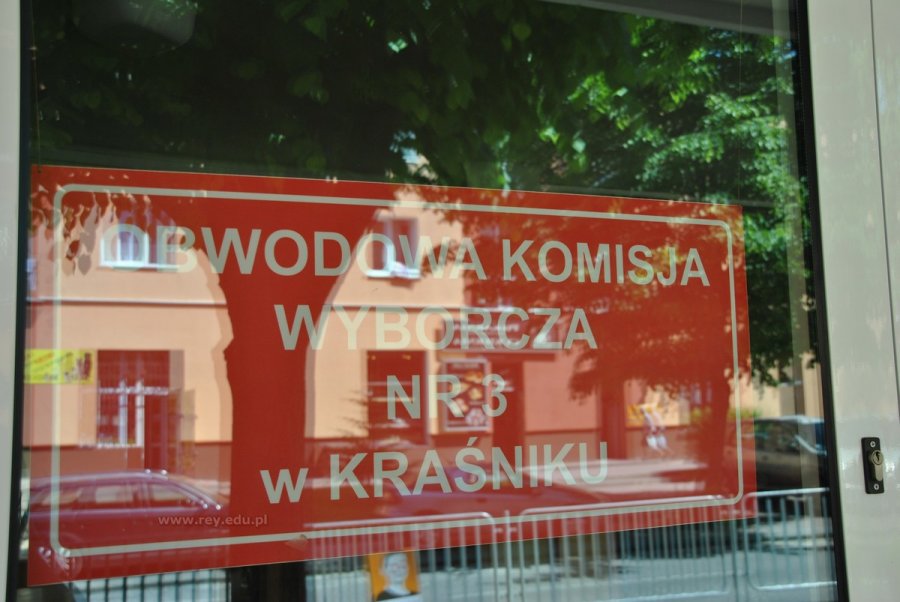 OBWODOWA KOMISJA
WYBORCZA
NR 3
w KRAŚNIKU
www.rey.edu.pl